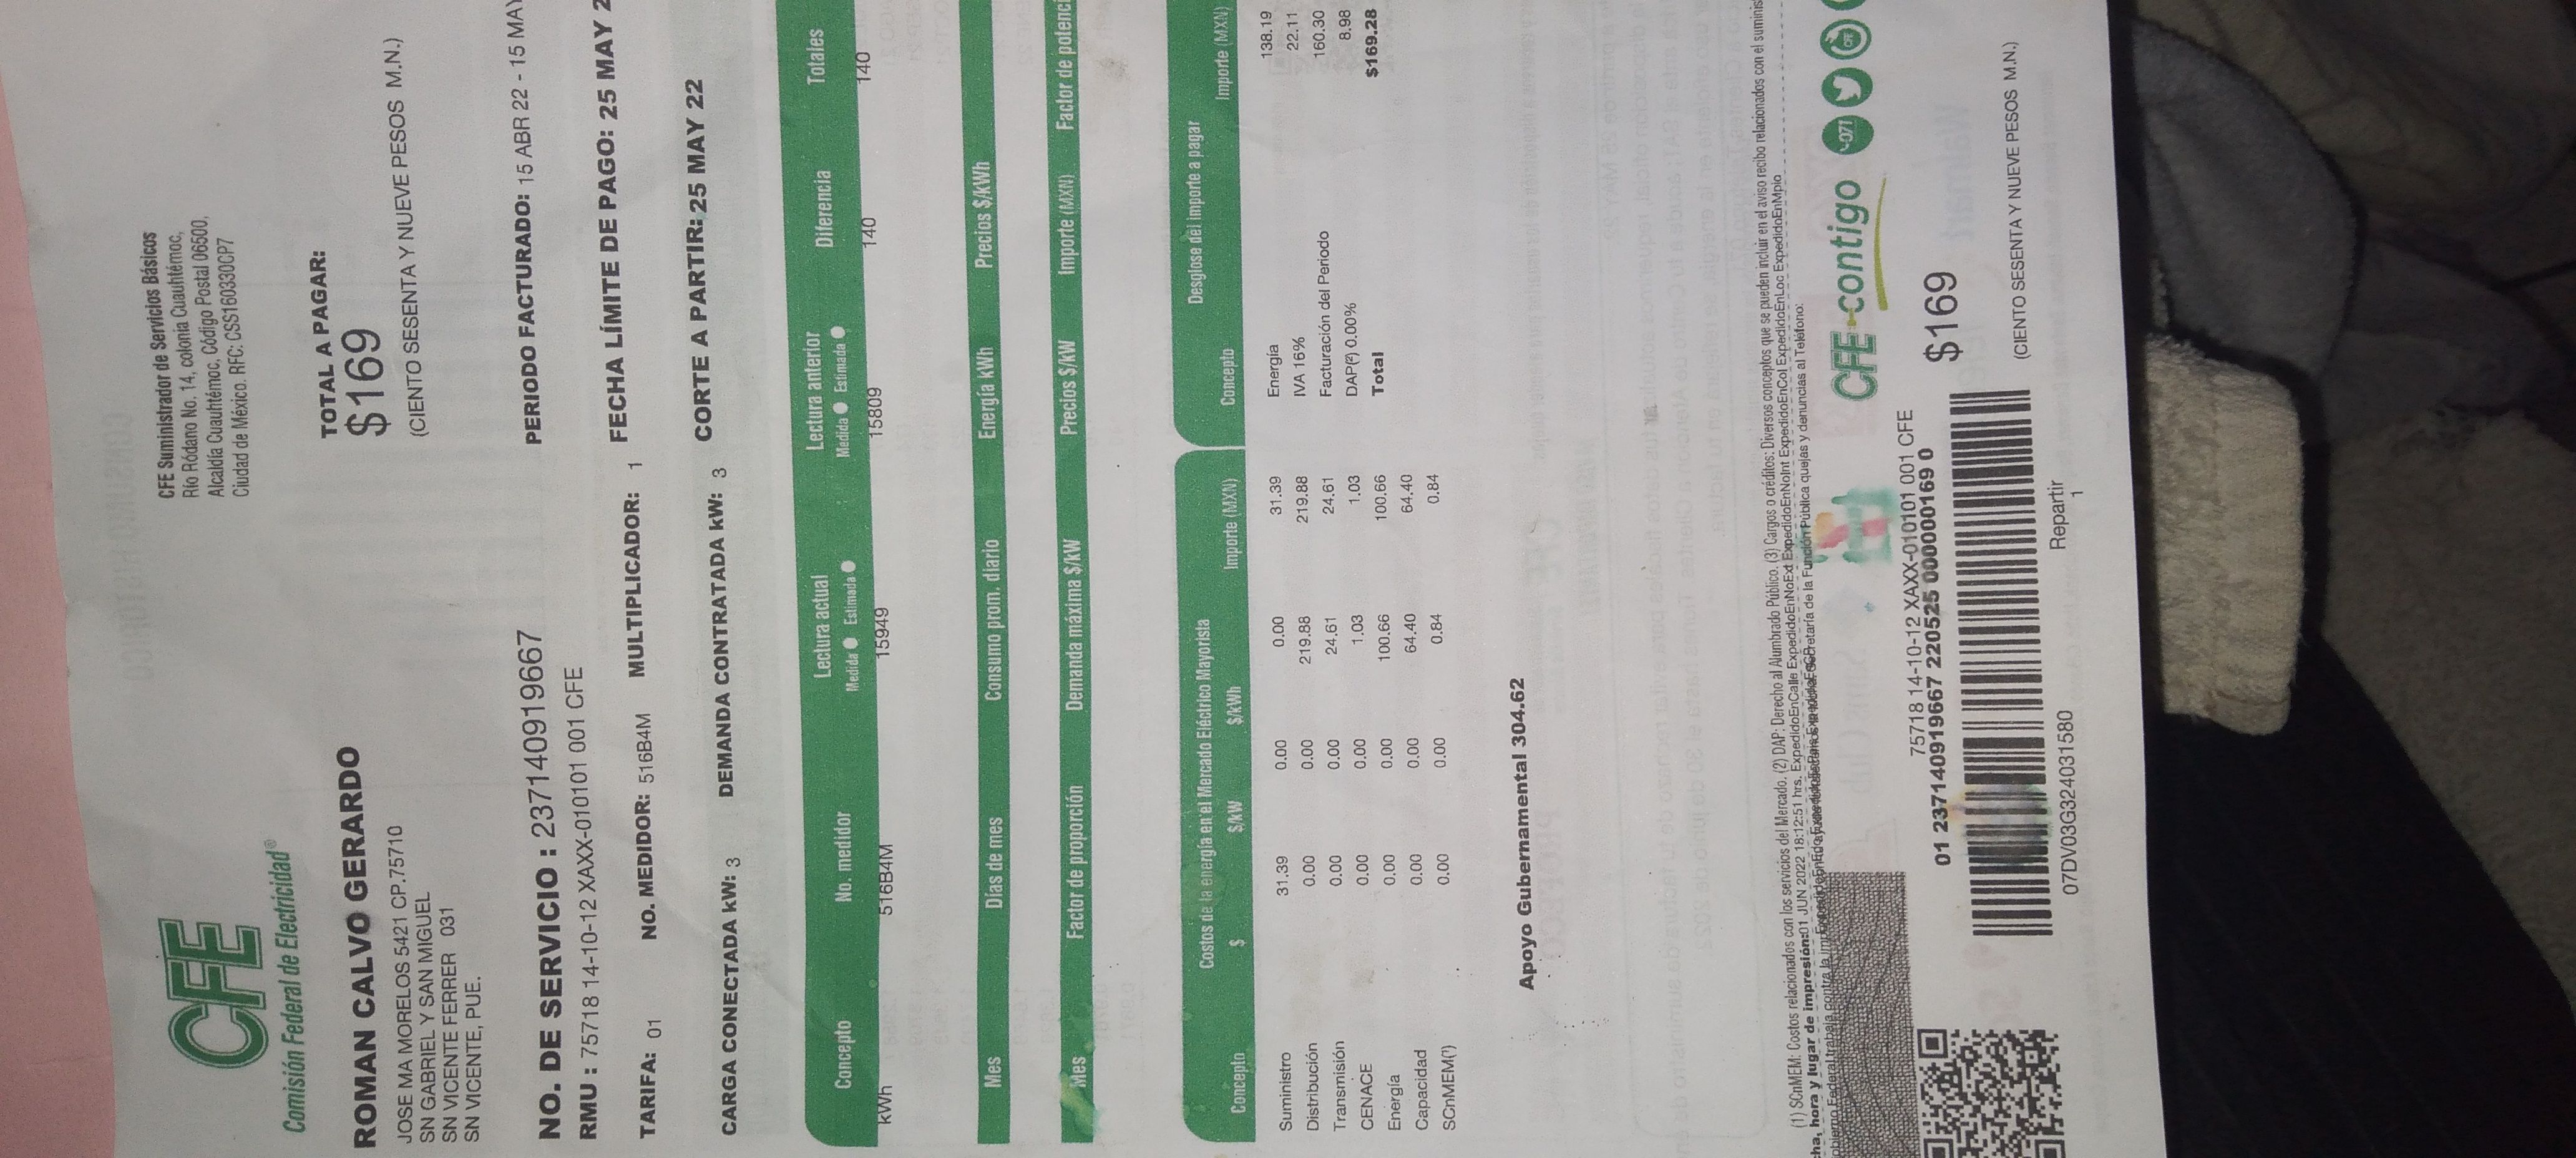 CFE
Comisión Federal de Electricidad®
CFE Suministrador de Servicios Básicos
Río Ródano No. 14, colonia Cuauhtémoc,
Alcaldía Cuauhtémoc, Código Postal 06500,
Ciudad de México. RFC: CSS160330CP7
ROMAN CALVO GERARDO
JOSE MA MORELOS 5421 CP.75710
SN GABRIEL Y SAN MIGUEL
SN VICENTE FERRER 031
SN VICENTE, PUE.
TOTAL A PAGAR:
$169
(CIENTO SESENTA Y NUEVE PESOS M.N.)
NO. DE SERVICIO : 237140919667
RMU : 75718 14-10-12 XAXX-010101 001 CFE
PERIODO FACTURADO: 15 ABR 22 - 15 MAY
TARIFA: 01 NO. MEDIDOR: 516B4M MULTIPLICADOR: 1
FECHA LÍMITE DE PAGO: 25 MAY 2
CARGA CONECTADA kW: 3 DEMANDA CONTRATADA kW: 3
CORTE A PARTIR: 25 MAY 22
Concepto No. medidor Lectura actual Lectura anterior Diferencia Totales
Medida Estimada Medida Estimada
kWh 516B4M 15949 15809 140 140
Mes Días de mes Consumo prom. diario Energía kWh Precios $/kWh
Mes Factor de proporción Demanda máxima $/kW Precios $/kW Importe (MXN) Factor de potenci
Costos de la energía en el Mercado Eléctrico Mayorista
Concepto $ $/kW $/kWh Importe (MXN)
Suministro 31.39 0.00 0.00 31.39
Distribución 0.00 0.00 219.88 219.88
Transmisión 0.00 0.00 24.61 24.61
CENACE 0.00 0.00 1.03 1.03
Energía 0.00 0.00 100.66 100.66
Capacidad 0.00 0.00 64.40 64.40
SCnMEM(¹) 0.00 0.00 0.84 0.84
Desglose del importe a pagar
Concepto Importe (MXN)
Energía 138.19
IVA 16% 22.11
Facturación del Periodo 160.30
DAP(²) 0.00% 8.98
Total $169.28
Apoyo Gubernamental 304.62
(1) SCnMEM: Costos relacionados con los servicios del Mercado. (2) DAP: Derecho al Alumbrado Público. (3) Cargos o créditos: Diversos conceptos que se pueden incluir en el aviso recibo relacionados con el suminis
cha, hora y lugar de impresión:01 JUN 2022 18:12:51 hrs. ExpedidoEnCalle ExpedidoEnNoExt ExpedidoEnNoInt ExpedidoEnCol ExpedidoEnLoc ExpedidoEnMpio
obierno Federal trabaja contra la Secretaría de la Función Pública quejas y denuncias al Teléfono:
CFE contigo 071
75718 14-10-12 XAXX-010101 001 CFE
01 237140919667 220525 000000169 0
$169
(CIENTO SESENTA Y NUEVE PESOS M.N.)
07DV03G324031580
Repartir
1